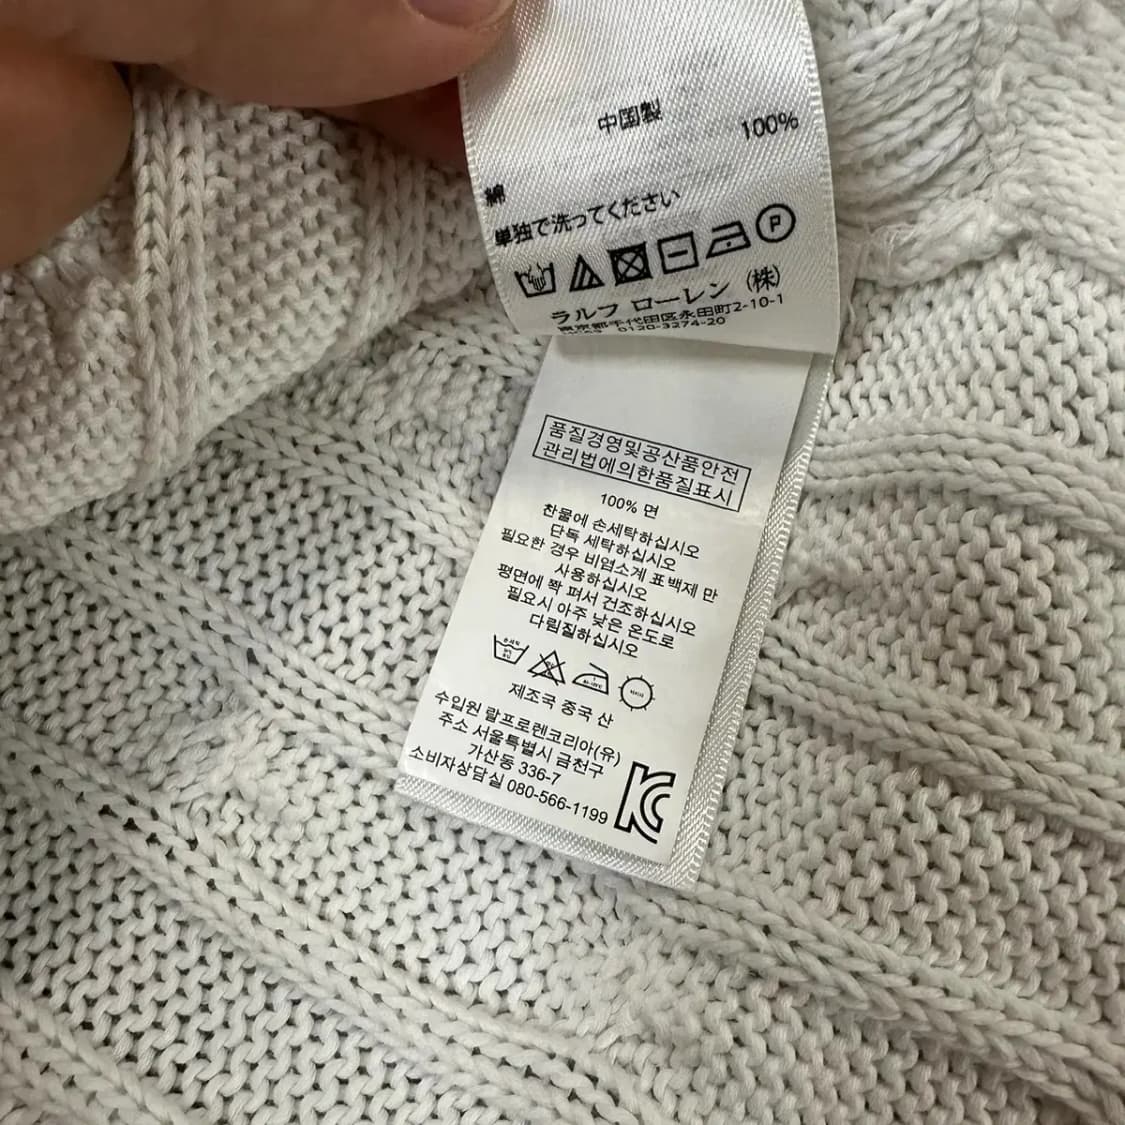 中国製
綿 100%
単独で洗ってください
P
ラルフ ローレン (株)
東京都千代田区永田町2-10-1
0120-3274-20
품질경영및공산품안전
관리법에의한품질표시
100% 면
찬물에 손세탁하십시오
단독 세탁하십시오
필요한 경우 비염소계 표백제 만
사용하십시오
평면에 쫙 펴서 건조하십시오
필요시 아주 낮은 온도로
다림질하십시오
제조국 중국 산
수입원 랄프로렌코리아(유)
주소 서울특별시 금천구
가산동 336-7
소비자상담실 080-566-1199